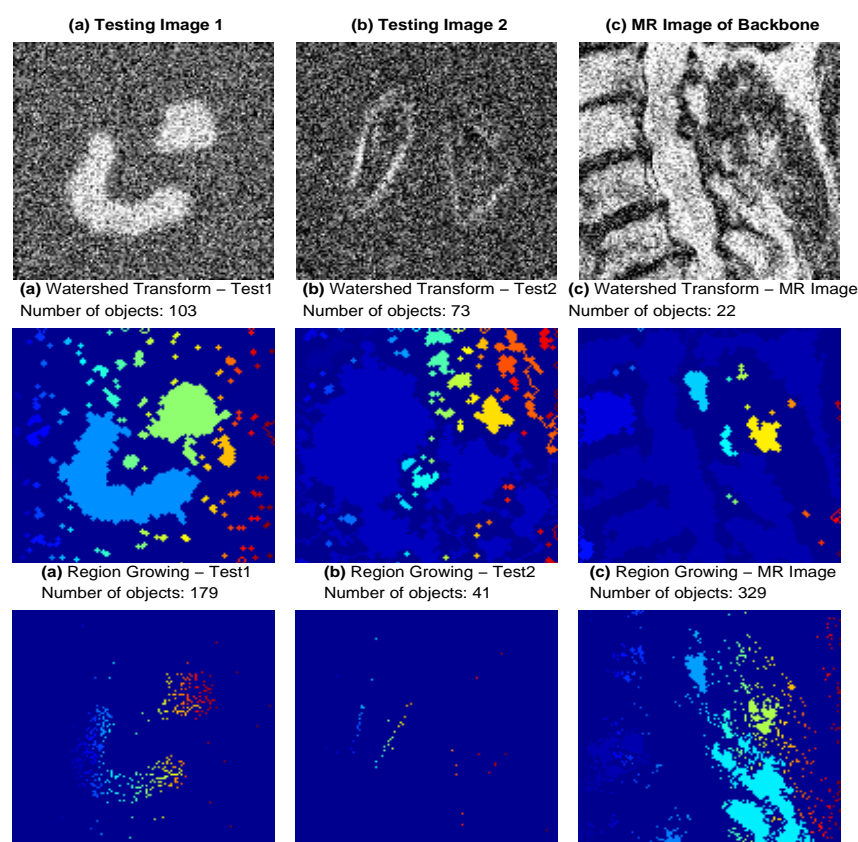 (a) Testing Image 1
(b) Testing Image 2
(c) MR Image of Backbone
(a) Watershed Transform – Test1
Number of objects: 103
(b) Watershed Transform – Test2
Number of objects: 73
(c) Watershed Transform – MR Image
Number of objects: 22
(a) Region Growing – Test1
Number of objects: 179
(b) Region Growing – Test2
Number of objects: 41
(c) Region Growing – MR Image
Number of objects: 329